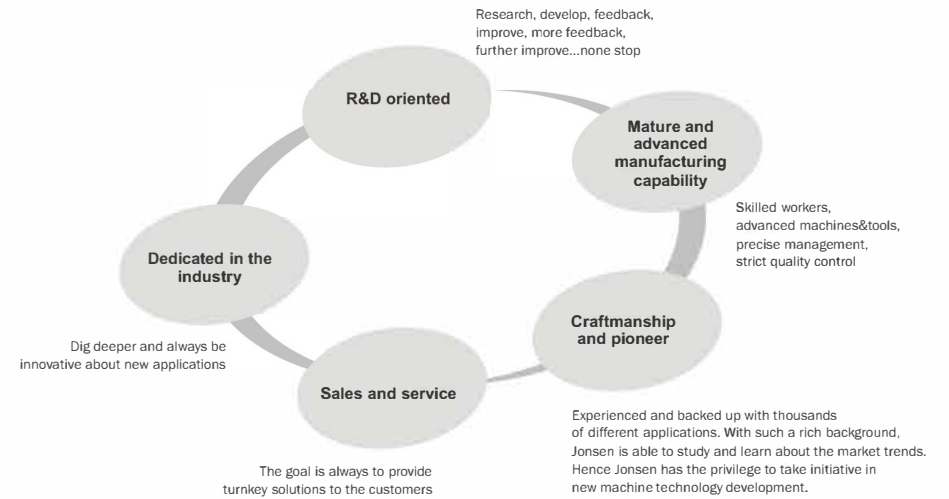 Research, develop, feedback,
improve, more feedback,
further improve...none stop
R&D oriented
Mature and
advanced
manufacturing
capability
Skilled workers,
advanced machines&tools,
precise management,
strict quality control
Dedicated in the
industry
Dig deeper and always be
innovative about new applications
Craftmanship
and pioneer
Experienced and backed up with thousands
of different applications. With such a rich background,
Jonsen is able to study and learn about the market trends.
Hence Jonsen has the privilege to take initiative in
new machine technology development.
Sales and service
The goal is always to provide
turnkey solutions to the customers